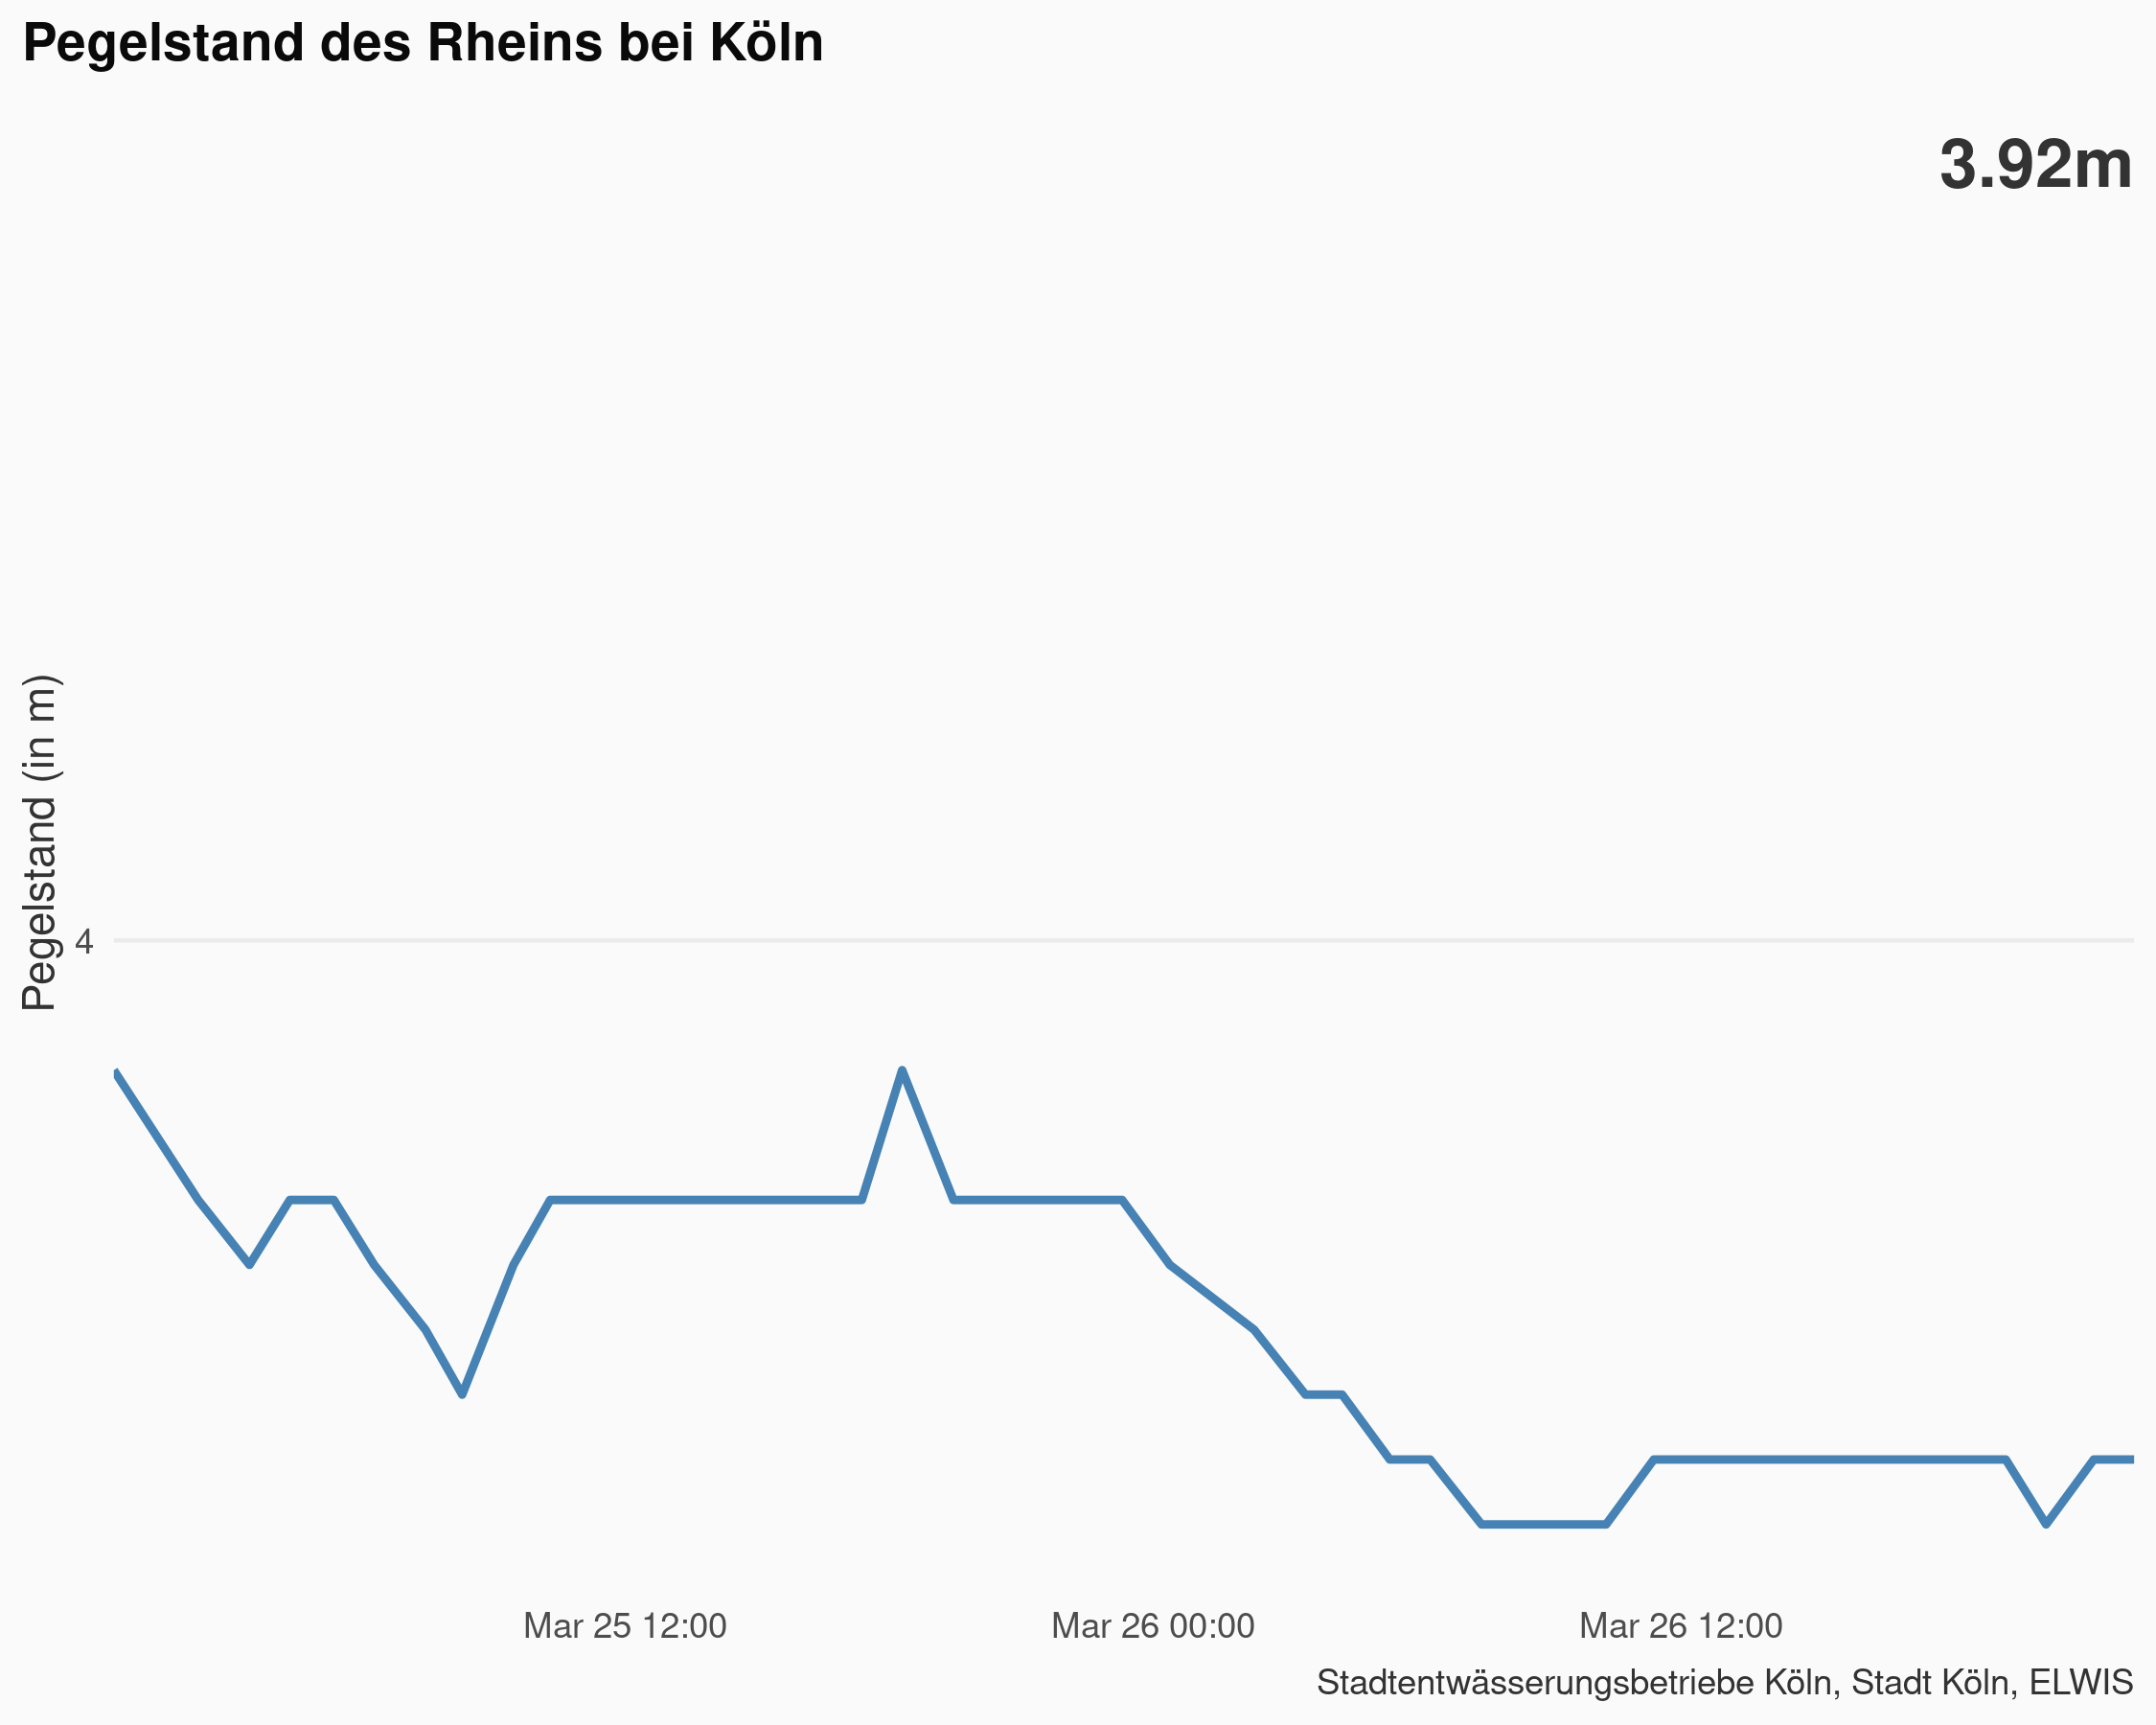 Pegelstand des Rheins bei Köln
3.92m
Pegelstand (in m)
4
Mar 25 12:00
Mar 26 00:00
Mar 26 12:00
Stadtentwässerungsbetriebe Köln, Stadt Köln, ELWIS